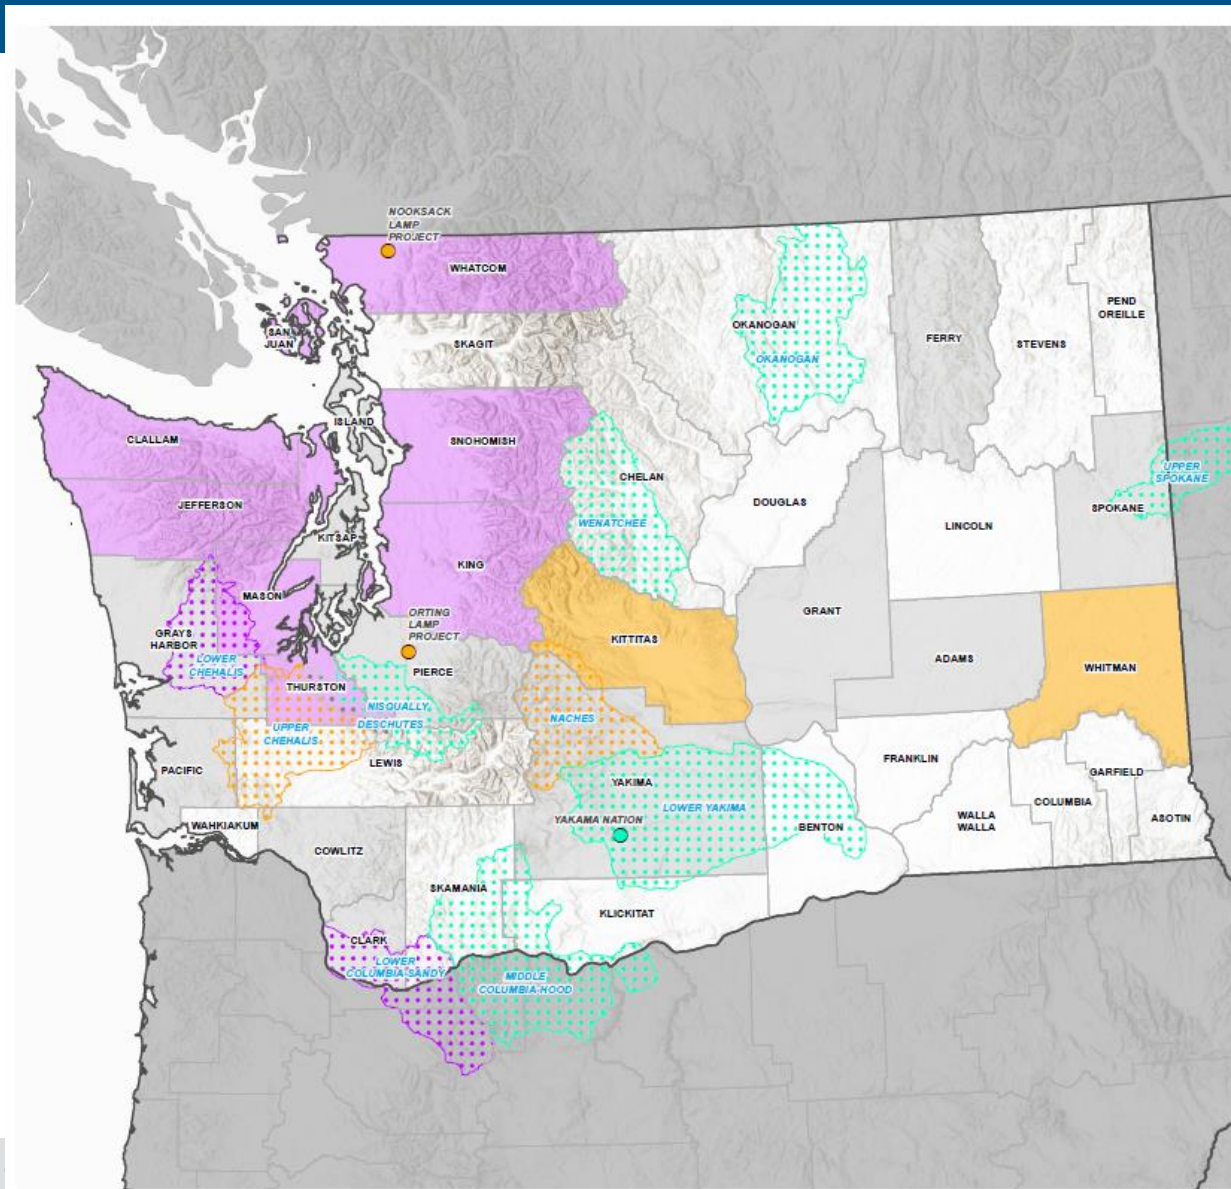 NOOKSACK
LAMP
PROJECT
WHATCOM
SAN
JUAN
SKAGIT
OKANOGAN
OKANOGAN
FERRY
STEVENS
PEND
OREILLE
CLALLAM
ISLAND
SNOHOMISH
CHELAN
JEFFERSON
DOUGLAS
UPPER
SPOKANE
SPOKANE
WENATCHEE
LINCOLN
KITSAP
KING
MASON
ORTING
LAMP
PROJECT
GRANT
GRAYS
HARBOR
LOWER
CHEHALIS
KITTITAS
ADAMS
WHITMAN
PIERCE
THURSTON
NISQUALLY
DESCHUTES
NACHES
UPPER
CHEHALIS
LEWIS
PACIFIC
FRANKLIN
GARFIELD
YAKIMA
LOWER YAKIMA
COLUMBIA
WALLA
WALLA
ASOTIN
WAHKIAKUM
YAKAMA NATION
BENTON
COWLITZ
SKAMANIA
KLICKITAT
CLARK
LOWER
COLUMBIA-SANDY
MIDDLE
COLUMBIA-HOOD